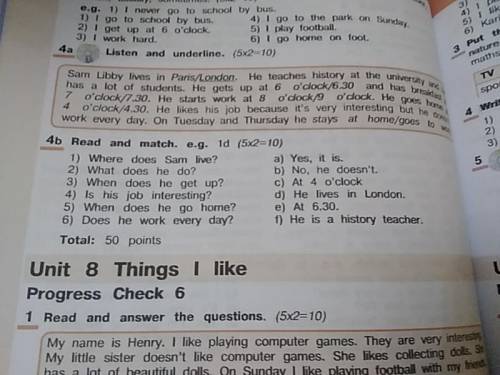 e.g. 1) I never go to school by bus.
1) I go to school by bus.
2) I get up at 6 o'clock.
3) I work hard.
4) I go to the park on Sunday.
5) I play football.
6) I go home on foot.
4a Listen and underline. (5x2=10)
Sam Libby lives in Paris/London. He teaches history at the university and
has a lot of students. He gets up at 6 o'clock/6.30 and has
7 o'clock/7.30. He starts work at 8 o'clock/9 o'clock. He goes home
4 o'clock/4.30. He likes his job because it's very interesting but he
work every day. On Tuesday and Thursday he stays at home/goes to
4b Read and match. e.g. 1d (5x2=10)
1) Where does Sam live?
2) What does he do?
3) When does he get up?
4) Is his job interesting?
5) When does he go home?
6) Does he work every day?
a) Yes, it is.
b) No, he doesn't.
c) At 4 o'clock
d) He lives in London.
e) At 6.30.
f) He is a history teacher.
Total: 50 points
Unit 8 Things I like
Progress Check 6
1 Read and answer the questions. (5x2=10)
My name is Henry. I like playing computer games. They are very
My little sister doesn't like computer games. She likes collecting dolls.
has a lot of beautiful dolls. On Sunday I like playing football with my
3 Put
nature
maths
TV
spo
4
1)
2)
3)
5